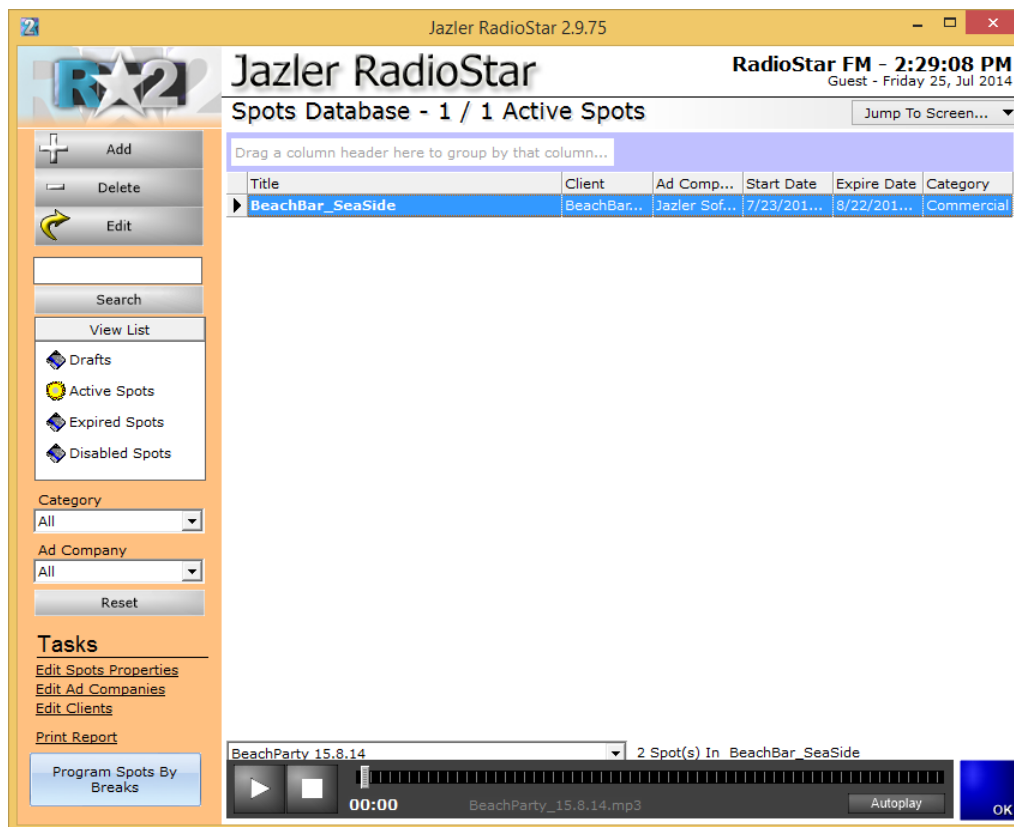 Jazler RadioStar 2.9.75
R 2
Jazler RadioStar
RadioStar FM - 2:29:08 PM
Guest - Friday 25, Jul 2014
Spots Database - 1 / 1 Active Spots
Jump To Screen...
Add
Delete
Edit
Search
View List
Drafts
Active Spots
Expired Spots
Disabled Spots
Category
All
Ad Company
All
Reset
Tasks
Edit Spots Properties
Edit Ad Companies
Edit Clients
Print Report
Program Spots By
Breaks
Drag a column header here to group by that column...
Title Client Ad Comp... Start Date Expire Date Category
BeachBar_SeaSide BeachBar... Jazler Sof... 7/23/201... 8/22/201... Commercial
BeachParty 15.8.14 2 Spot(s) In BeachBar_SeaSide
00:00 BeachParty_15.8.14.mp3 Autoplay
OK